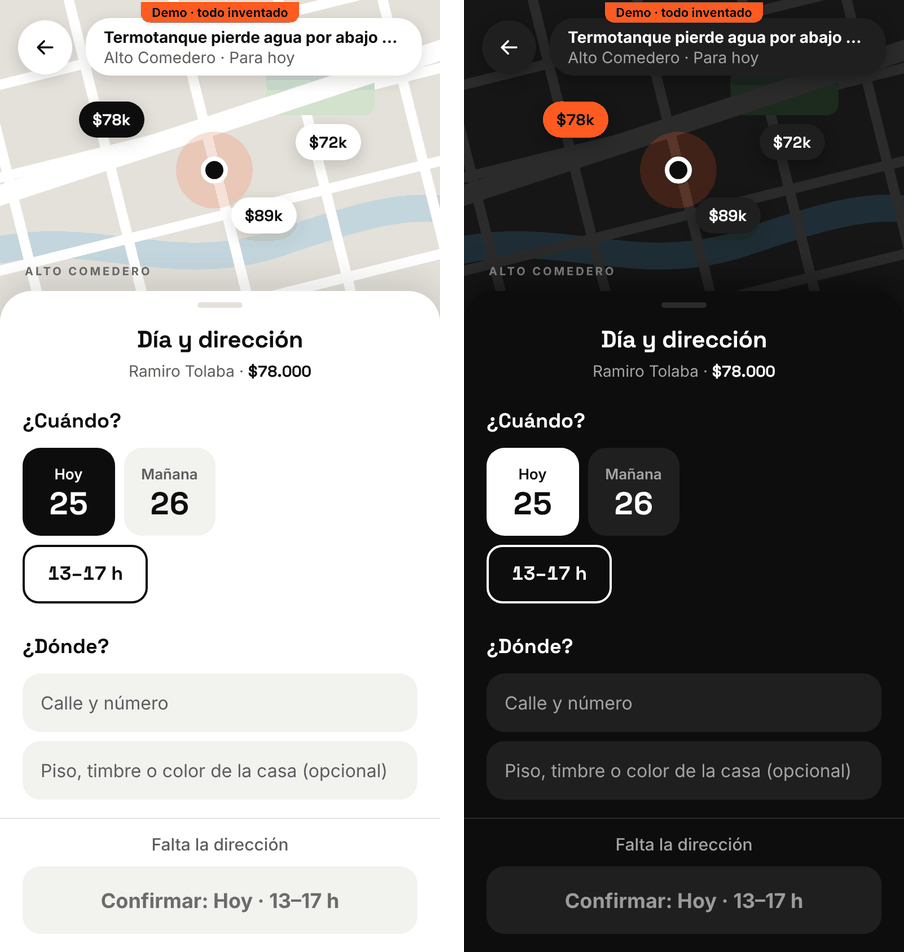 Demo · todo inventado
Termotanque pierde agua por abajo ...
Alto Comedero · Para hoy
$78k
$72k
$89k
ALTO COMEDERO
Día y dirección
Ramiro Tolaba · $78.000
¿Cuándo?
Hoy
25
Mañana
26
13–17 h
¿Dónde?
Calle y número
Piso, timbre o color de la casa (opcional)
Falta la dirección
Confirmar: Hoy · 13–17 h
Demo · todo inventado
Termotanque pierde agua por abajo ...
Alto Comedero · Para hoy
$78k
$72k
$89k
ALTO COMEDERO
Día y dirección
Ramiro Tolaba · $78.000
¿Cuándo?
Hoy
25
Mañana
26
13–17 h
¿Dónde?
Calle y número
Piso, timbre o color de la casa (opcional)
Falta la dirección
Confirmar: Hoy · 13–17 h